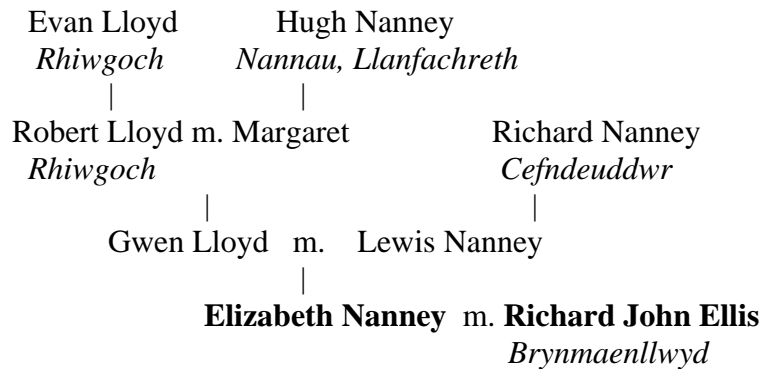 Evan Lloyd Hugh Nanney
Rhiwgoch Nannau, Llanfachreth
Robert Lloyd m. Margaret Richard Nanney
Rhiwgoch Cefndeuddwr
Gwen Lloyd m. Lewis Nanney
Elizabeth Nanney m. Richard John Ellis
Brynmaenllwyd